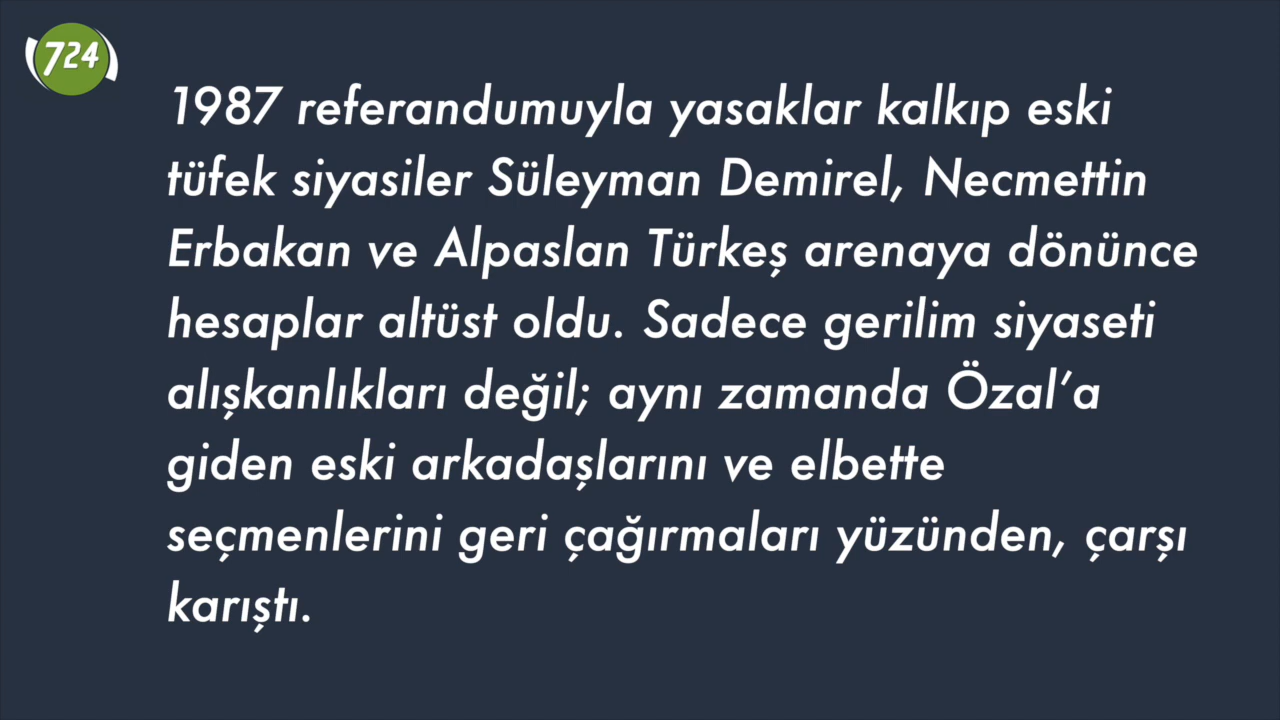 724
1987 referandumuyla yasaklar kalkıp eski
tüfek siyasiler Süleyman Demirel, Necmettin
Erbakan ve Alpaslan Türkeş arenaya dönünce
hesaplar altüst oldu. Sadece gerilim siyaseti
alışkanlıkları değil; aynı zamanda Özal’a
giden eski arkadaşlarını ve elbette
seçmenlerini geri çağırmaları yüzünden, çarşı
karıştı.